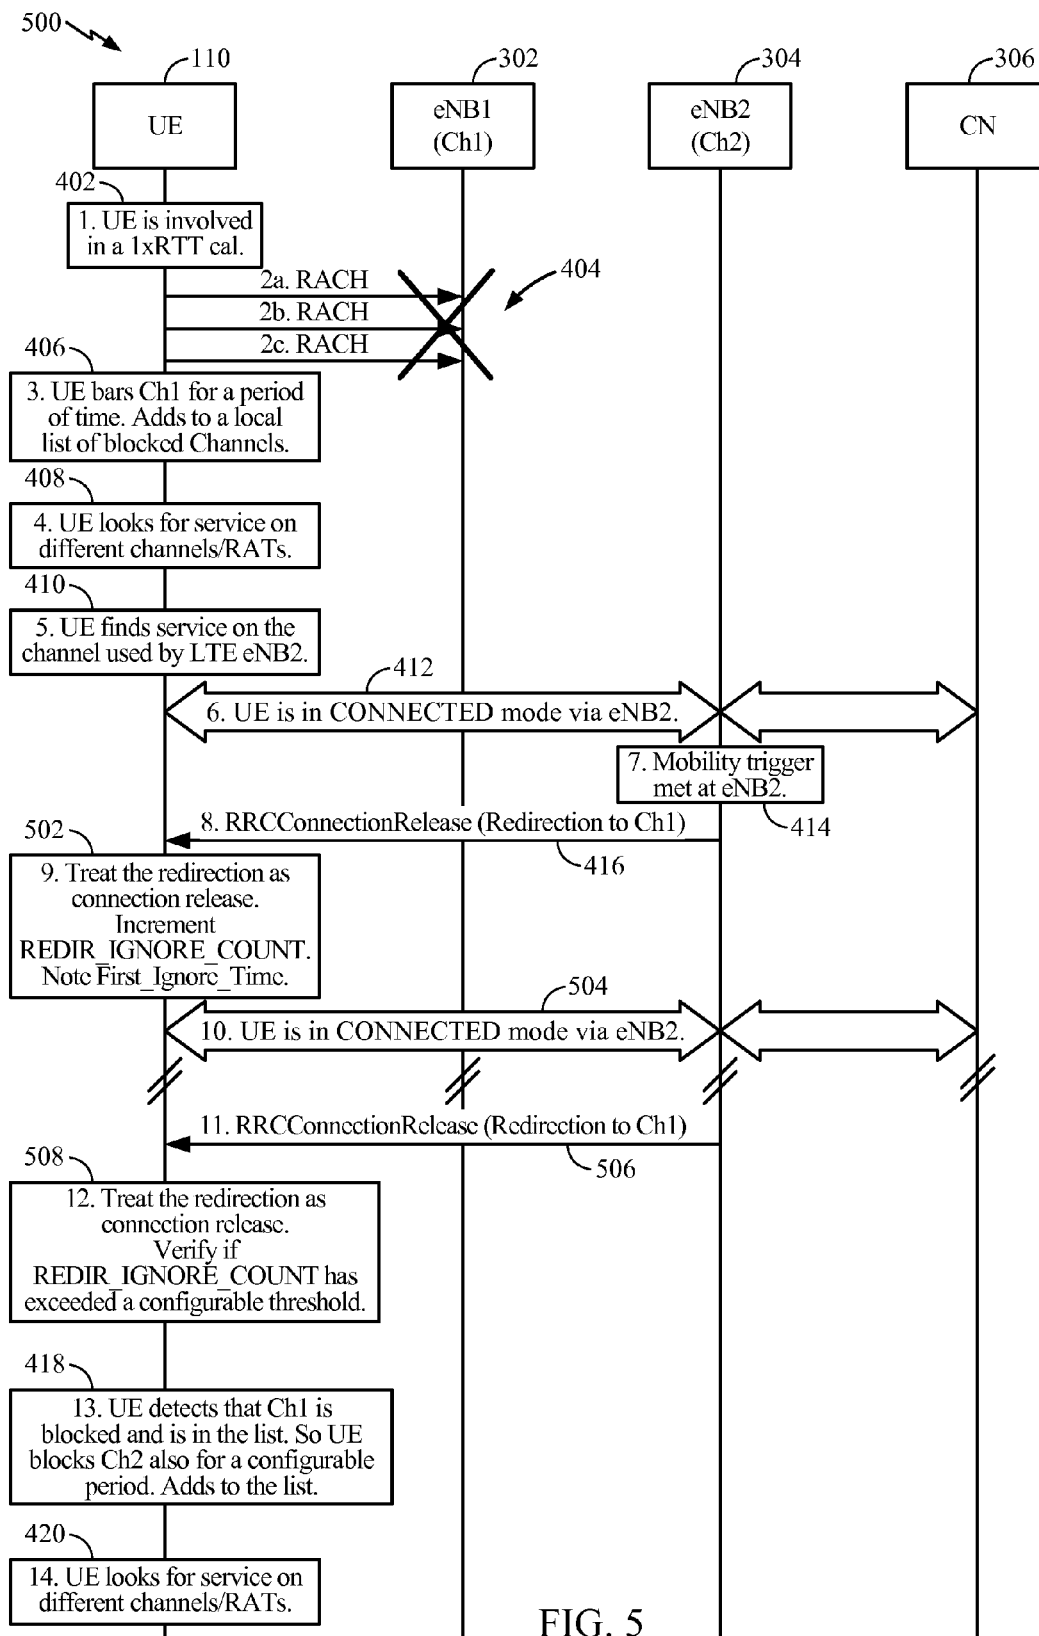 500
110
302
304
306
UE
eNB1
(Ch1)
eNB2
(Ch2)
CN
402
1. UE is involved
in a 1xRTT cal.
2a. RACH
2b. RACH
2c. RACH
404
406
3. UE bars Ch1 for a period
of time. Adds to a local
list of blocked Channels.
408
4. UE looks for service on
different channels/RATs.
410
5. UE finds service on the
channel used by LTE eNB2.
412
6. UE is in CONNECTED mode via eNB2.
7. Mobility trigger
met at eNB2.
414
8. RRCConnectionRelease (Redirection to Ch1)
416
502
9. Treat the redirection as
connection release.
Increment
REDIR_IGNORE_COUNT.
Note First_Ignore_Time.
504
10. UE is in CONNECTED mode via eNB2.
11. RRCConnectionRelease (Redirection to Ch1)
506
508
12. Treat the redirection as
connection release.
Verify if
REDIR_IGNORE_COUNT has
exceeded a configurable threshold.
418
13. UE detects that Ch1 is
blocked and is in the list. So UE
blocks Ch2 also for a configurable
period. Adds to the list.
420
14. UE looks for service on
different channels/RATs.
FIG. 5